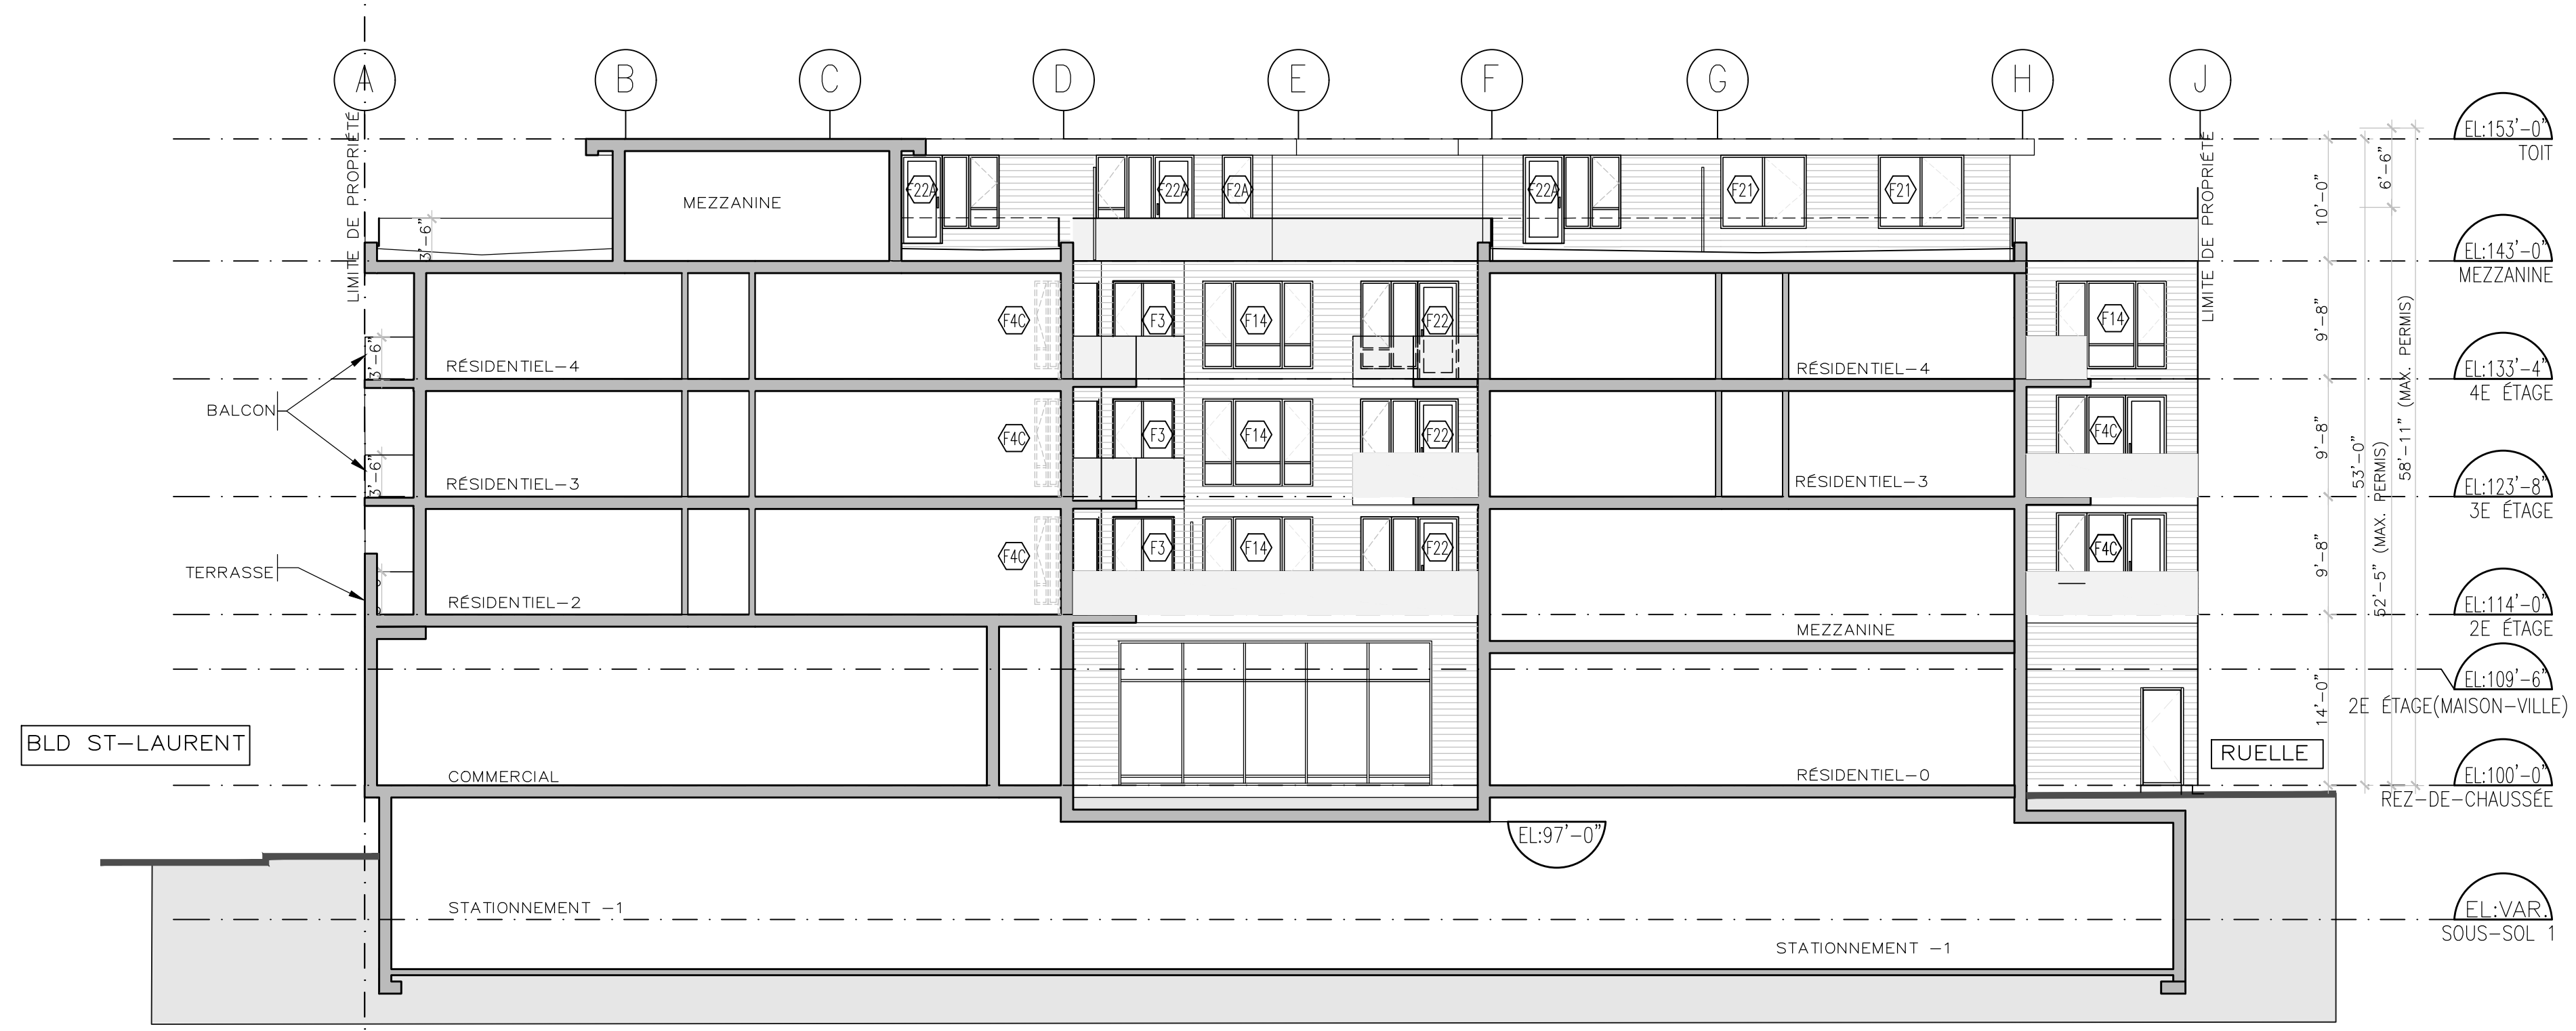 A B C D E F G H J
LIMITE DE PROPRIÉTÉ
LIMITE DE POPRIÉTÉ
EL:153'-0"
TOIT
F22A F22A F2A F22A F21 F21
MEZZANINE
3'-6"
10'-0"
6'-6"
EL:143'-0"
MEZZANINE
F4C F3 F14 F22 F14
3'-6"
RÉSIDENTIEL-4
RÉSIDENTIEL-4
9'-8"
58'-11" (MAX. PERMIS)
EL:133'-4"
4E ÉTAGE
BALCON
F4C F3 F14 F22 F4C
3'-6"
RÉSIDENTIEL-3
RÉSIDENTIEL-3
9'-8"
53'-0"
52'-5" (MAX. PERMIS)
EL:123'-8"
3E ÉTAGE
F4C F3 F14 F22 F4C
TERRASSE
RÉSIDENTIEL-2
9'-8"
EL:114'-0"
2E ÉTAGE
MEZZANINE
EL:109'-6"
2E ÉTAGE(MAISON-VILLE)
14'-0"
BLD ST-LAURENT
RUELLE
COMMERCIAL
RÉSIDENTIEL-0
EL:100'-0"
REZ-DE-CHAUSSÉE
EL:97'-0"
STATIONNEMENT -1
EL:VAR.
SOUS-SOL 1
STATIONNEMENT -1